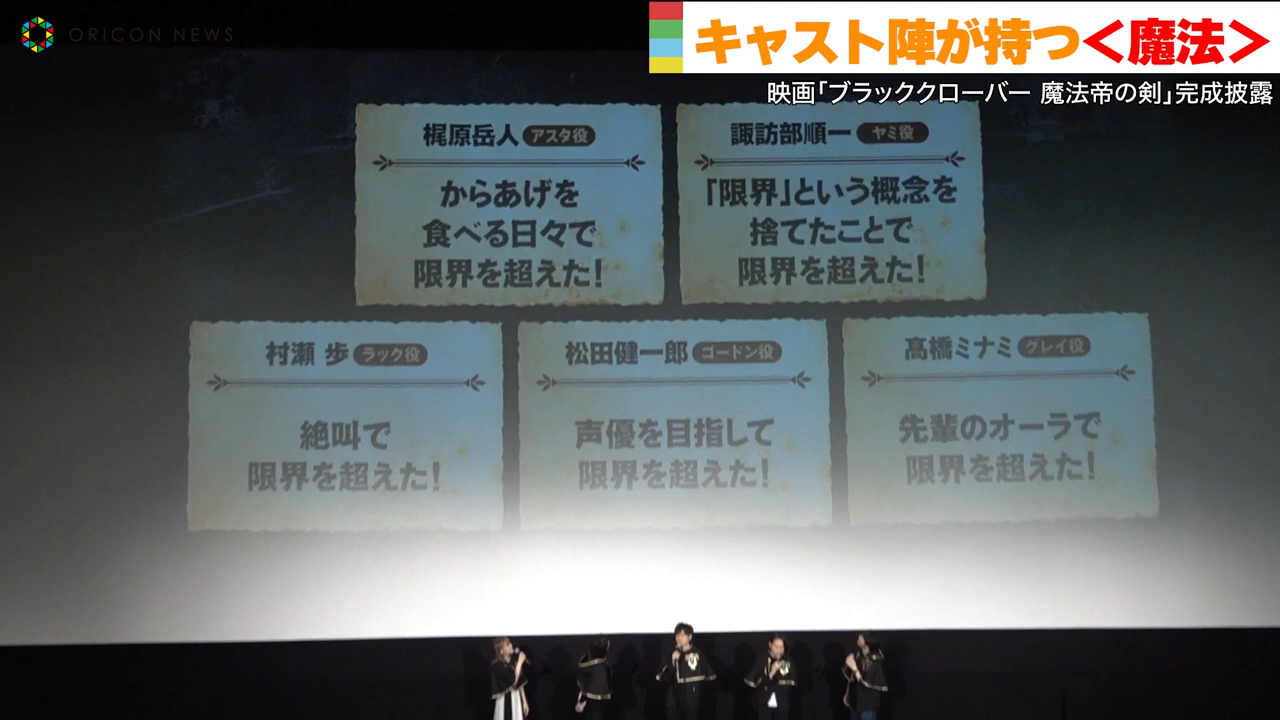 ORICON NEWS
キャスト陣が持つ<魔法>
映画「ブラッククローバー 魔法帝の剣」完成披露
梶原岳人 アスタ役
からあげを
食べる日々で
限界を超えた!
諏訪部順一 ヤミ役
「限界」という概念を
捨てたことで
限界を超えた!
村瀬 歩 ラック役
絶叫で
限界を超えた!
松田健一郎 ゴードン役
声優を目指して
限界を超えた!
髙橋ミナミ グレイ役
先輩のオーラで
限界を超えた!